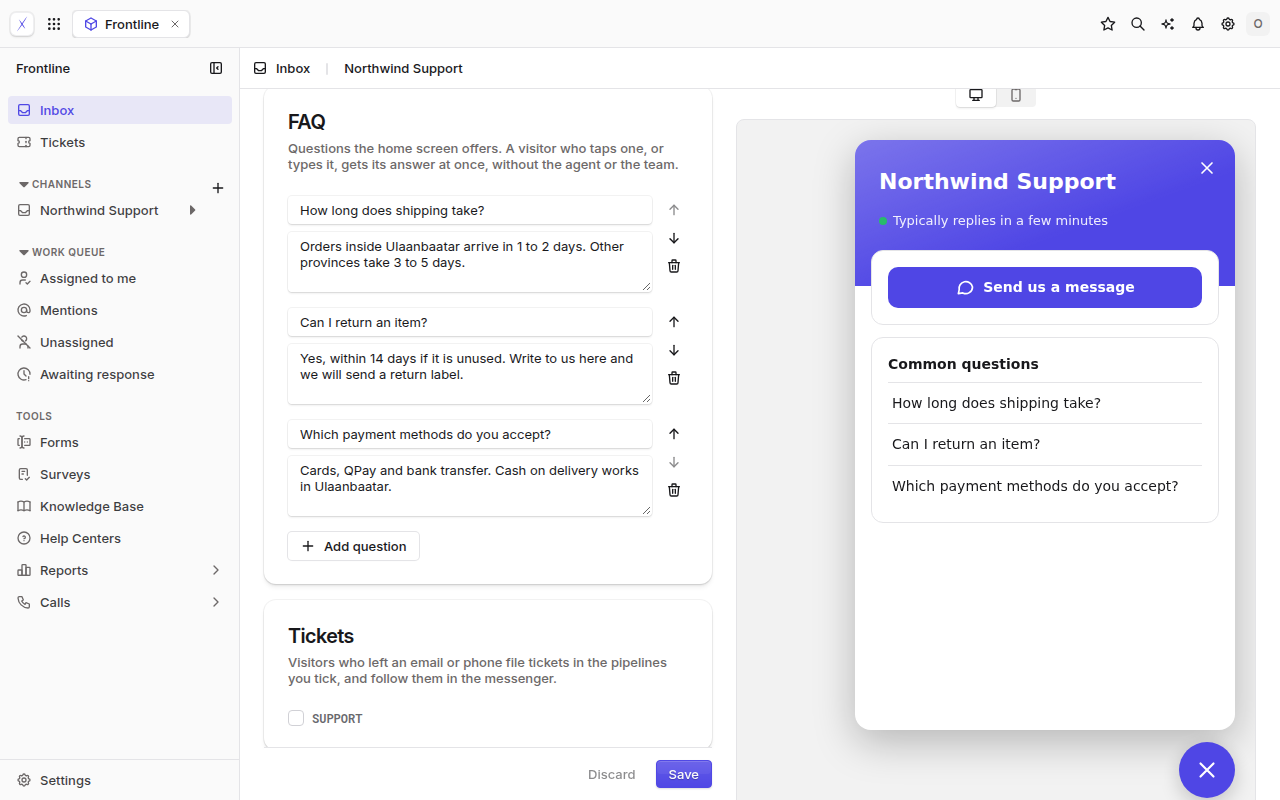 Frontline
O
Frontline
Inbox
Tickets
CHANNELS
Northwind Support
WORK QUEUE
Assigned to me
Mentions
Unassigned
Awaiting response
TOOLS
Forms
Surveys
Knowledge Base
Help Centers
Reports
Calls
Settings
Inbox | Northwind Support
FAQ
Questions the home screen offers. A visitor who taps one, or
types it, gets its answer at once, without the agent or the team.
How long does shipping take?
Orders inside Ulaanbaatar arrive in 1 to 2 days. Other
provinces take 3 to 5 days.
Can I return an item?
Yes, within 14 days if it is unused. Write to us here and
we will send a return label.
Which payment methods do you accept?
Cards, QPay and bank transfer. Cash on delivery works
in Ulaanbaatar.
Add question
Tickets
Visitors who left an email or phone file tickets in the pipelines
you tick, and follow them in the messenger.
SUPPORT
Discard
Save
Northwind Support
Typically replies in a few minutes
Send us a message
Common questions
How long does shipping take?
Can I return an item?
Which payment methods do you accept?